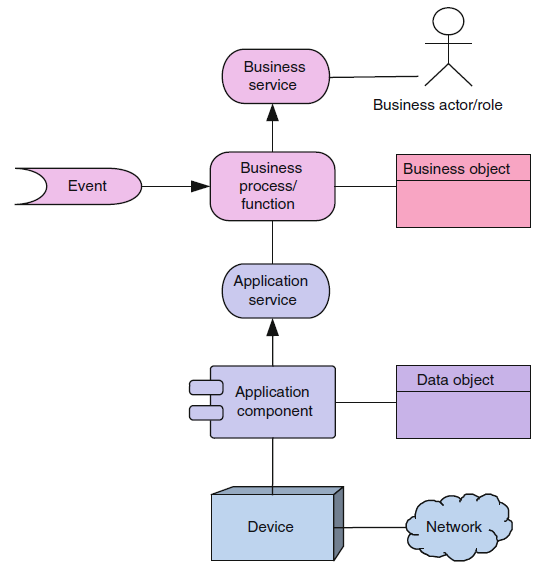 Business
service
Business actor/role
Event
Business
process/
function
Business object
Application
service
Application
component
Data object
Device
Network